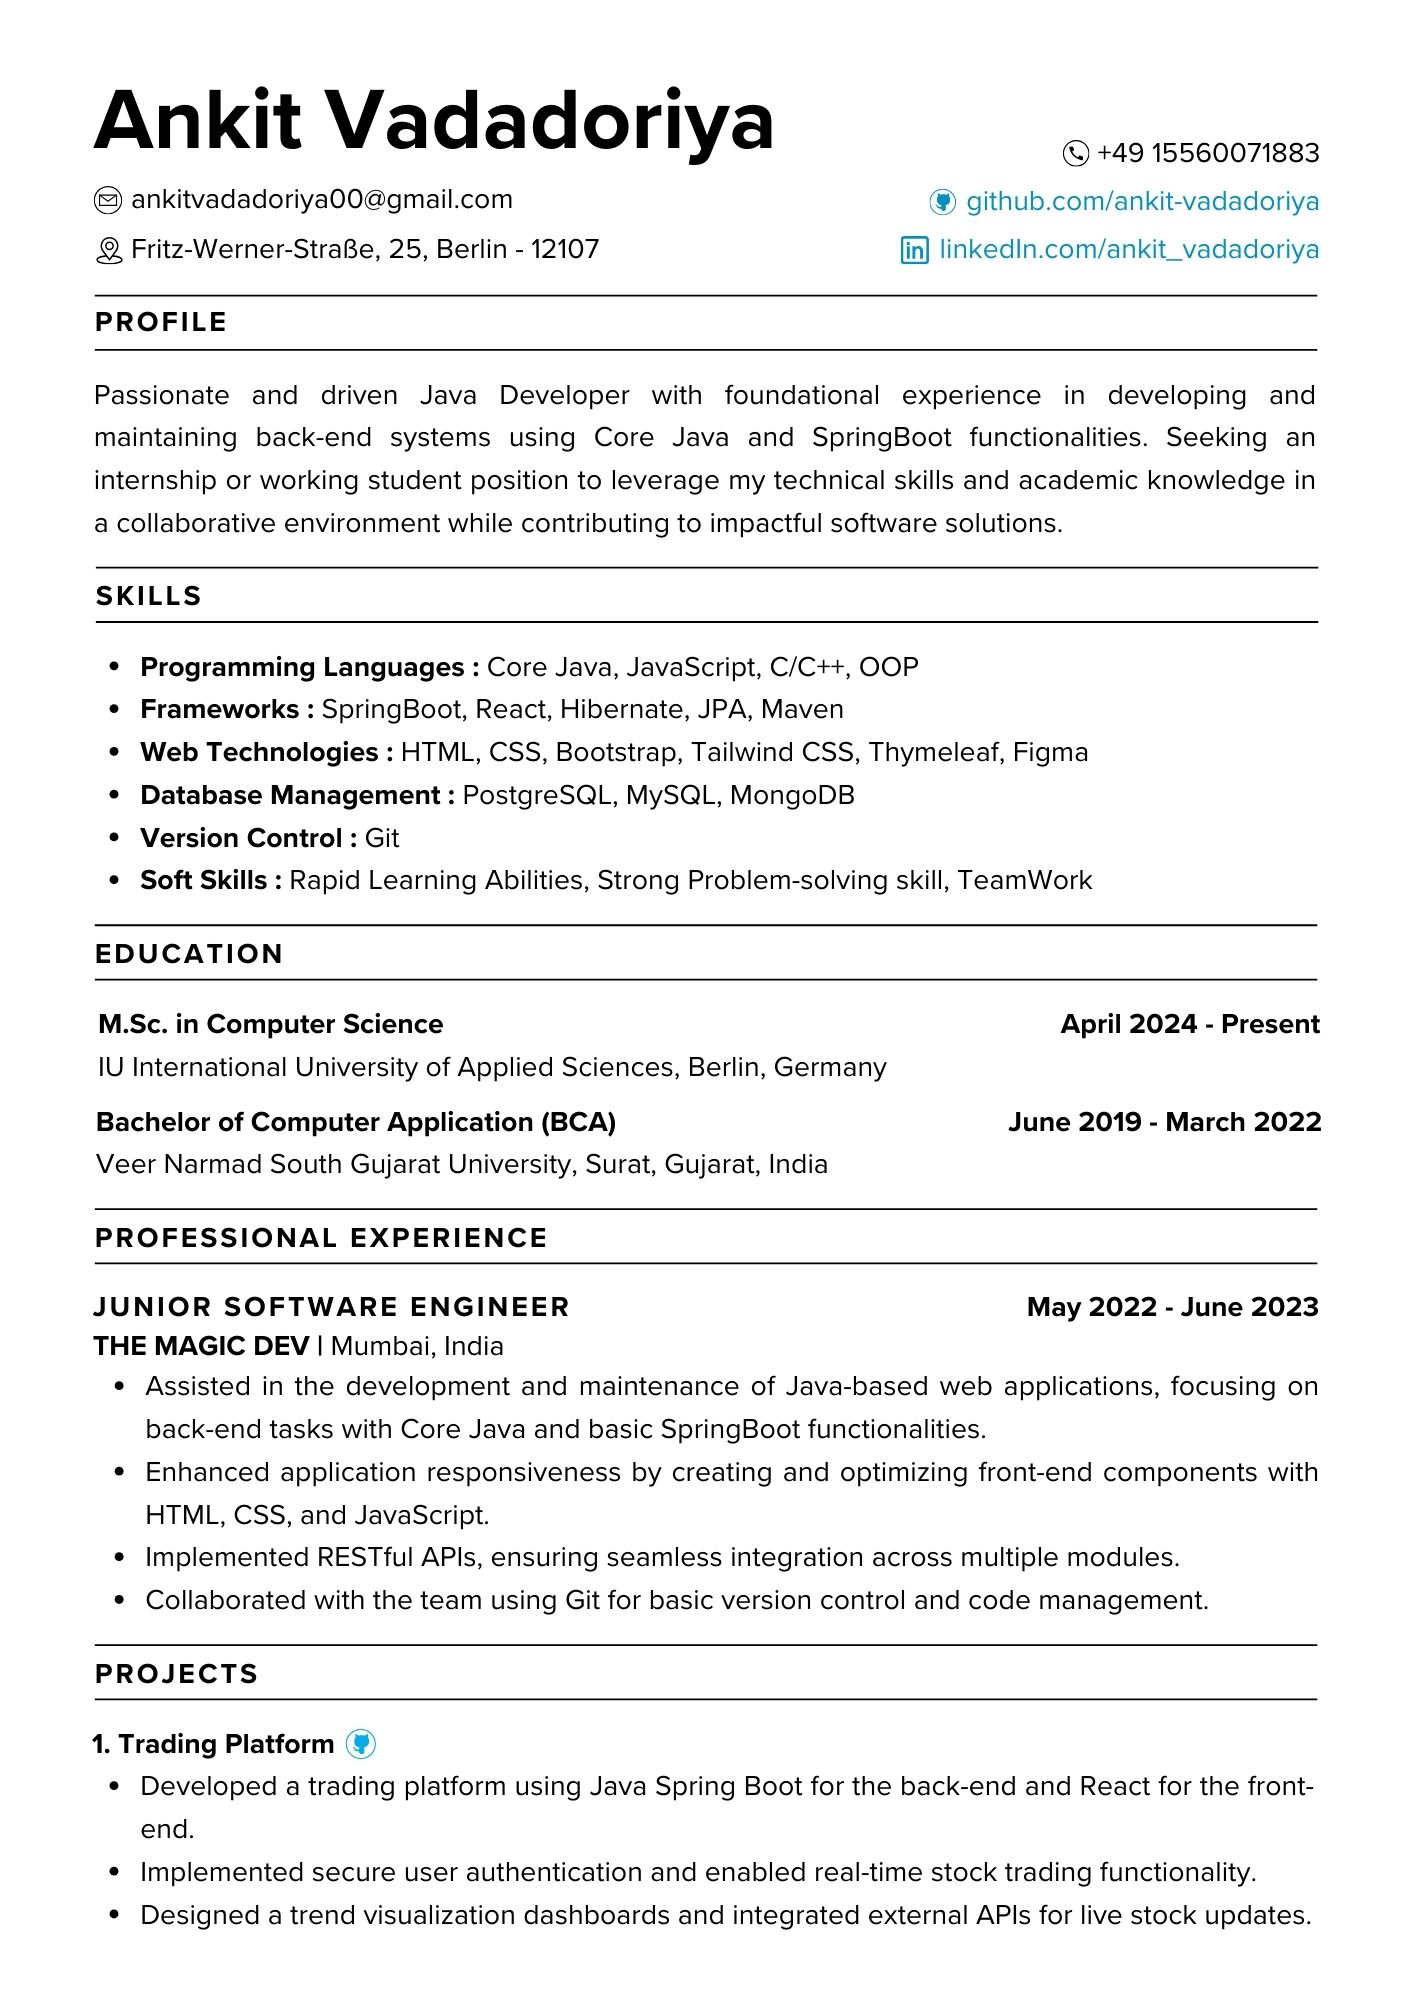 Ankit Vadadoriya
+49 15560071883
ankitvadadoriya00@gmail.com
github.com/ankit-vadadoriya
Fritz-Werner-Straße, 25, Berlin - 12107
linkedIn.com/ankit_vadadoriya
PROFILE
Passionate and driven Java Developer with foundational experience in developing and
maintaining back-end systems using Core Java and SpringBoot functionalities. Seeking an
internship or working student position to leverage my technical skills and academic knowledge in
a collaborative environment while contributing to impactful software solutions.
SKILLS
• Programming Languages : Core Java, JavaScript, C/C++, OOP
• Frameworks : SpringBoot, React, Hibernate, JPA, Maven
• Web Technologies : HTML, CSS, Bootstrap, Tailwind CSS, Thymeleaf, Figma
• Database Management : PostgreSQL, MySQL, MongoDB
• Version Control : Git
• Soft Skills : Rapid Learning Abilities, Strong Problem-solving skill, TeamWork
EDUCATION
M.Sc. in Computer Science April 2024 - Present
IU International University of Applied Sciences, Berlin, Germany
Bachelor of Computer Application (BCA) June 2019 - March 2022
Veer Narmad South Gujarat University, Surat, Gujarat, India
PROFESSIONAL EXPERIENCE
JUNIOR SOFTWARE ENGINEER May 2022 - June 2023
THE MAGIC DEV | Mumbai, India
• Assisted in the development and maintenance of Java-based web applications, focusing on
back-end tasks with Core Java and basic SpringBoot functionalities.
• Enhanced application responsiveness by creating and optimizing front-end components with
HTML, CSS, and JavaScript.
• Implemented RESTful APIs, ensuring seamless integration across multiple modules.
• Collaborated with the team using Git for basic version control and code management.
PROJECTS
1. Trading Platform
• Developed a trading platform using Java Spring Boot for the back-end and React for the front-
end.
• Implemented secure user authentication and enabled real-time stock trading functionality.
• Designed a trend visualization dashboards and integrated external APIs for live stock updates.